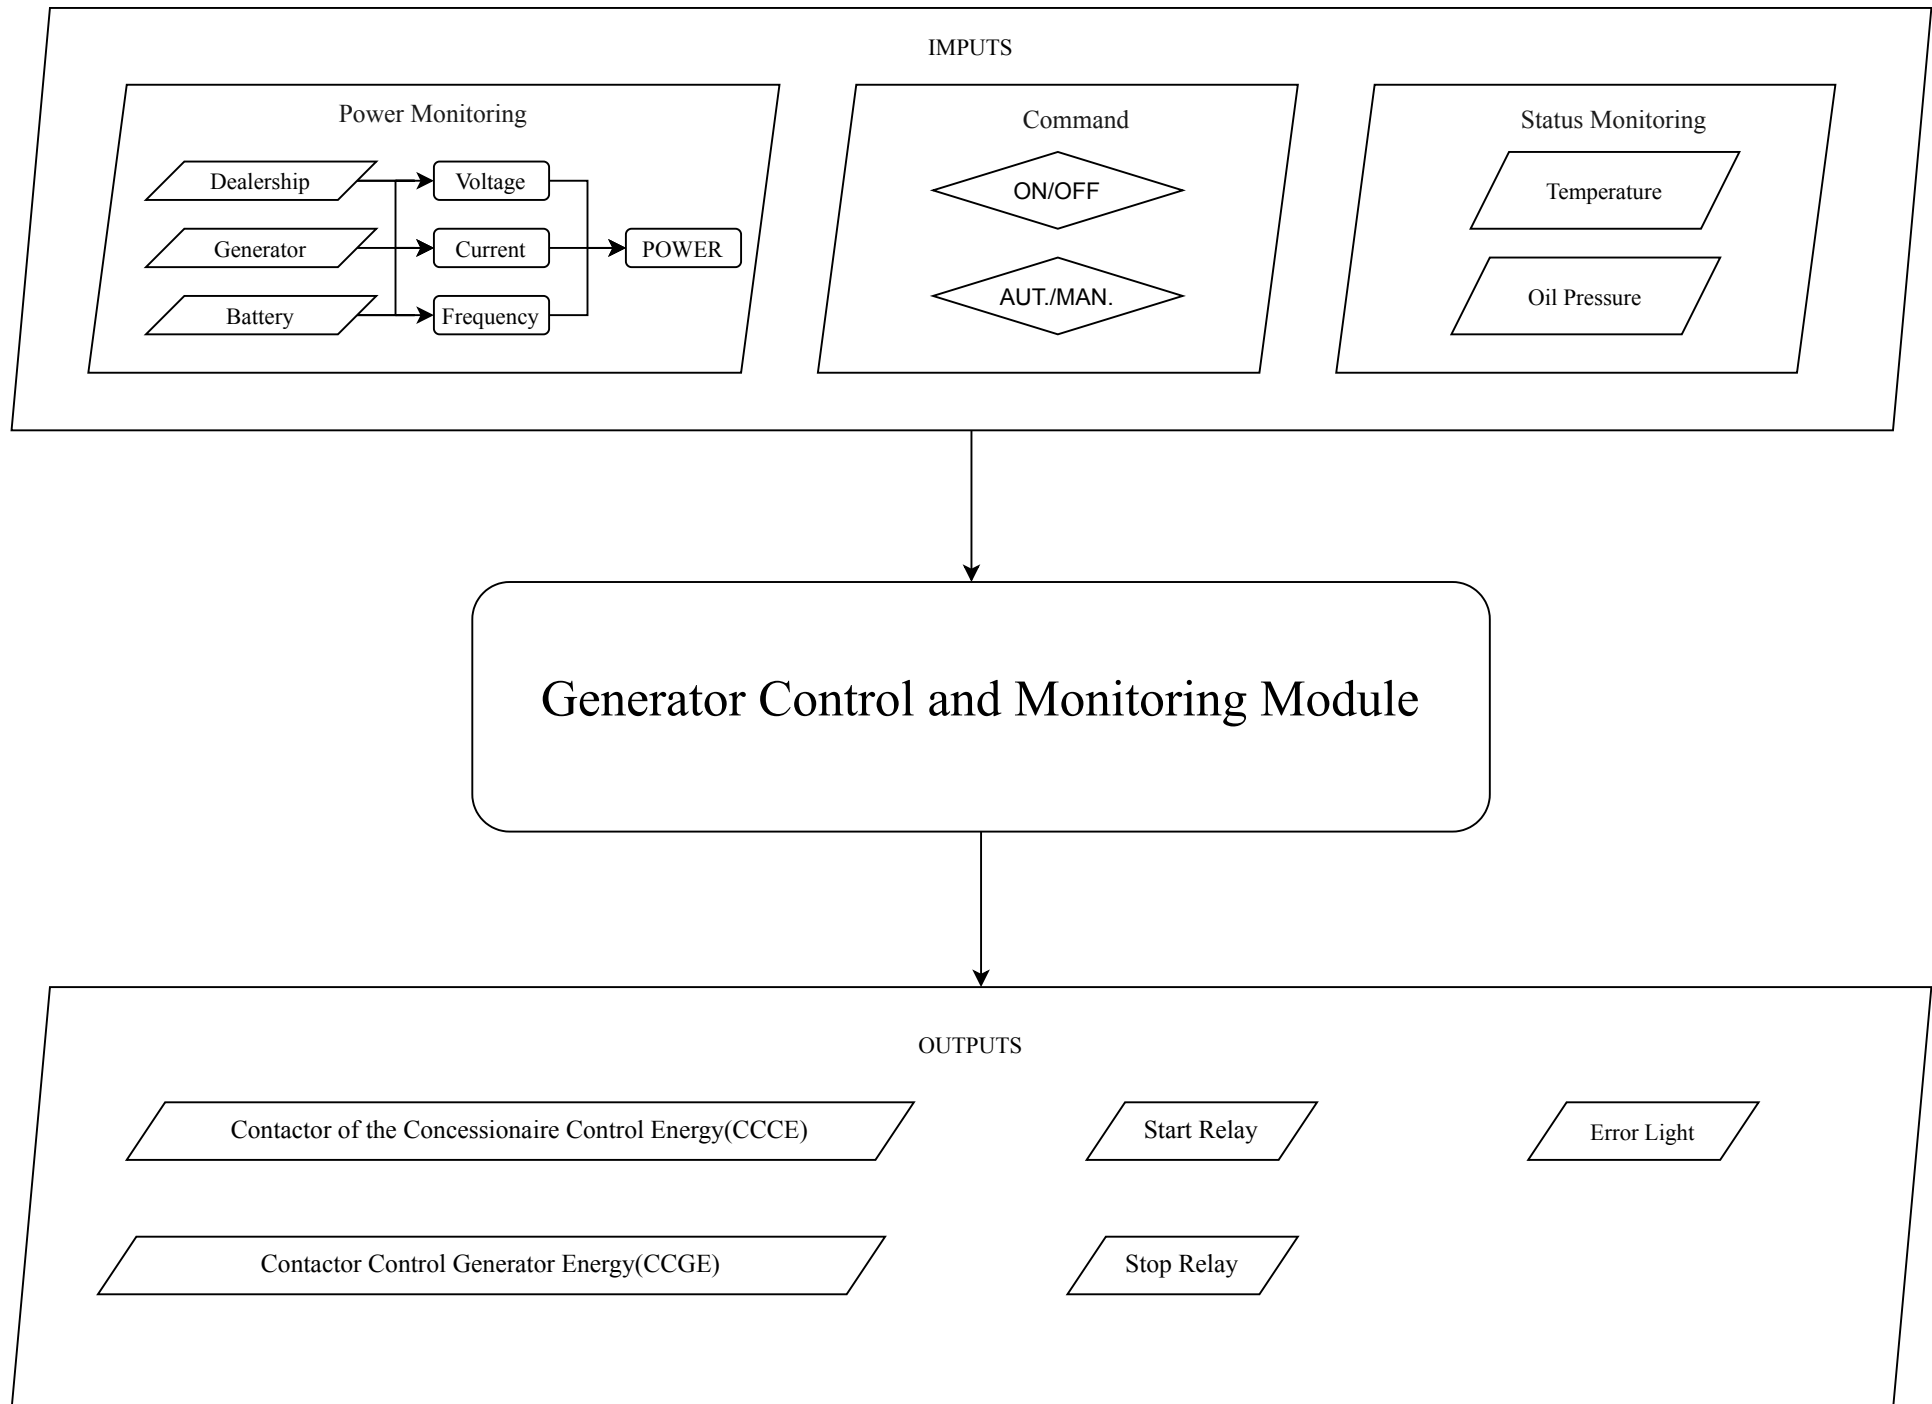 IMPUTS
Power Monitoring
Dealership
Voltage
Generator
Current
POWER
Battery
Frequency
Command
ON/OFF
AUT./MAN.
Status Monitoring
Temperature
Oil Pressure
Generator Control and Monitoring Module
OUTPUTS
Contactor of the Concessionaire Control Energy(CCCE)
Start Relay
Error Light
Contactor Control Generator Energy(CCGE)
Stop Relay